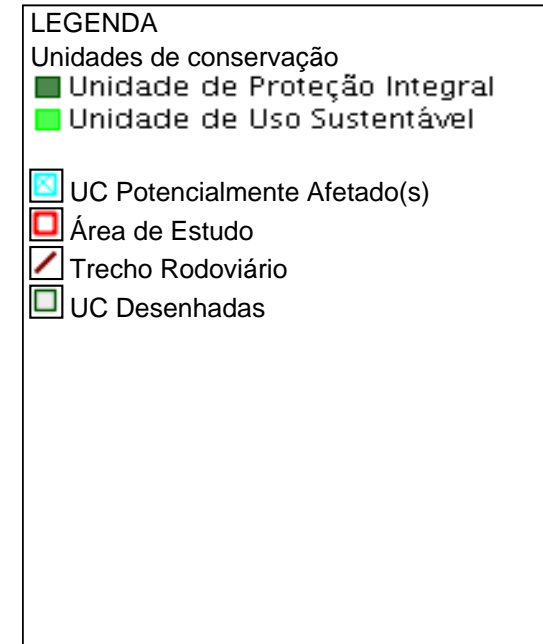 LEGENDA
Unidades de conservação
Unidade de Proteção Integral
Unidade de Uso Sustentável
UC Potencialmente Afetado(s)
Área de Estudo
Trecho Rodoviário
UC Desenhadas